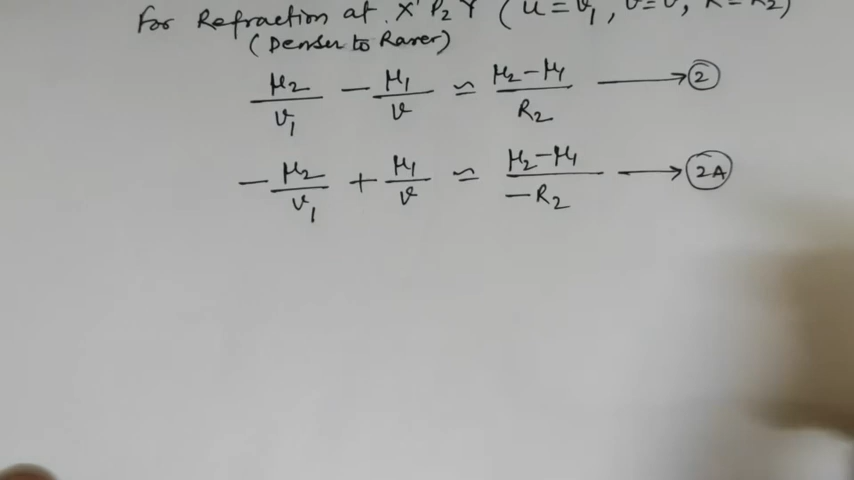 For Refraction at X' P₂ Y (u = v₁, v = v, R = R₂)
(Denser to Rarer)
μ₂/v₁ − μ₁/v ≃ (μ₂ − μ₁)/R₂ ⟶ ②
−μ₂/v₁ + μ₁/v ≃ (μ₂ − μ₁)/−R₂ ⟶ (2A)